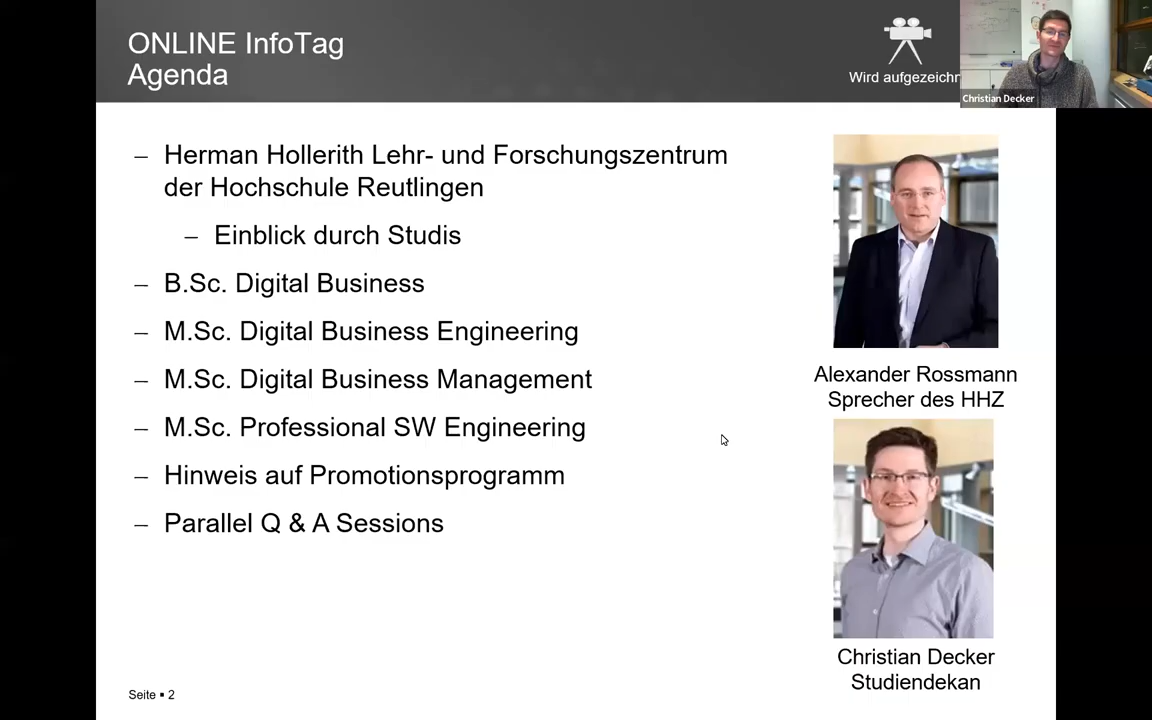 ONLINE InfoTag
Agenda
Wird aufgezeichn
Christian Decker
– Herman Hollerith Lehr- und Forschungszentrum
der Hochschule Reutlingen
– Einblick durch Studis
– B.Sc. Digital Business
– M.Sc. Digital Business Engineering
– M.Sc. Digital Business Management
– M.Sc. Professional SW Engineering
– Hinweis auf Promotionsprogramm
– Parallel Q & A Sessions
Alexander Rossmann
Sprecher des HHZ
Christian Decker
Studiendekan
Seite ▪ 2